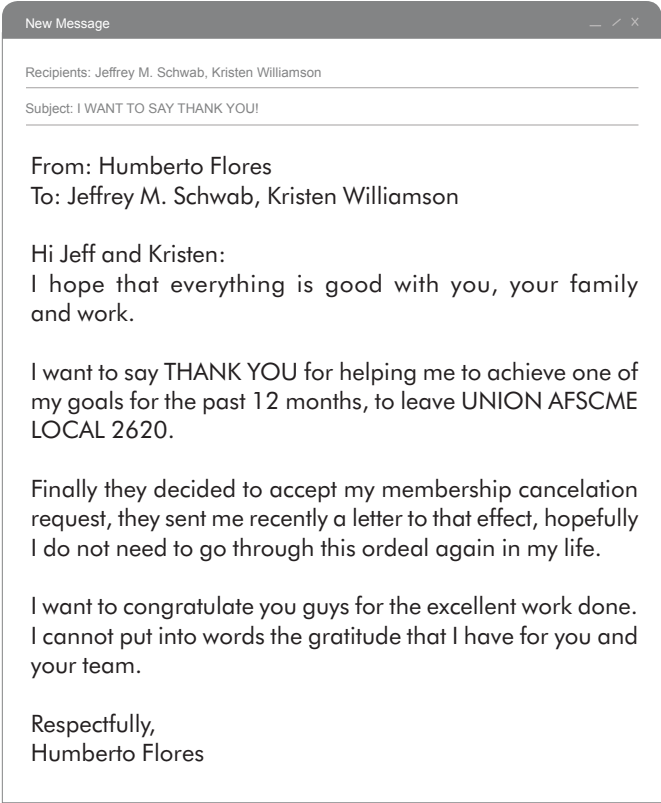 New Message
Recipients: Jeffrey M. Schwab, Kristen Williamson
Subject: I WANT TO SAY THANK YOU!
From: Humberto Flores
To: Jeffrey M. Schwab, Kristen Williamson
Hi Jeff and Kristen:
I hope that everything is good with you, your family
and work.
I want to say THANK YOU for helping me to achieve one of
my goals for the past 12 months, to leave UNION AFSCME
LOCAL 2620.
Finally they decided to accept my membership cancelation
request, they sent me recently a letter to that effect, hopefully
I do not need to go through this ordeal again in my life.
I want to congratulate you guys for the excellent work done.
I cannot put into words the gratitude that I have for you and
your team.
Respectfully,
Humberto Flores